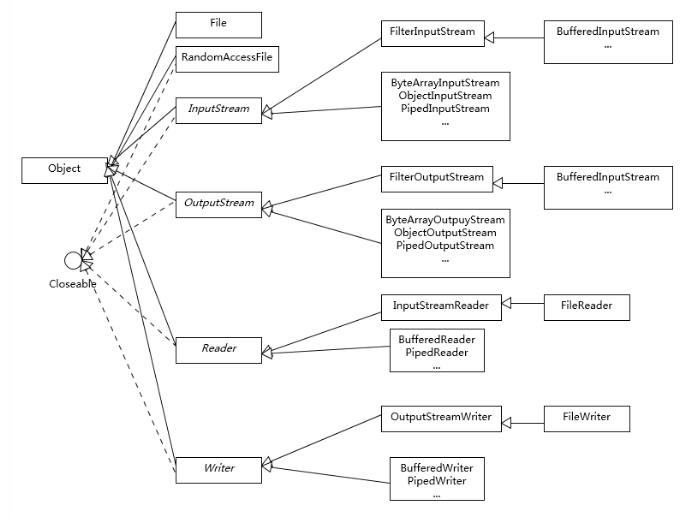 File
RandomAccessFile
InputStream
FilterInputStream
BufferedInputStream
...
ByteArrayInputStream
ObjectInputStream
PipedInputStream
...
Object
OutputStream
FilterOutputStream
BufferedInputStream
...
ByteArrayOutpuyStream
ObjectOutputStream
PipedOutputStream
...
Closeable
Reader
InputStreamReader
FileReader
BufferedReader
PipedReader
...
Writer
OutputStreamWriter
FileWriter
BufferedWriter
PipedWriter
...